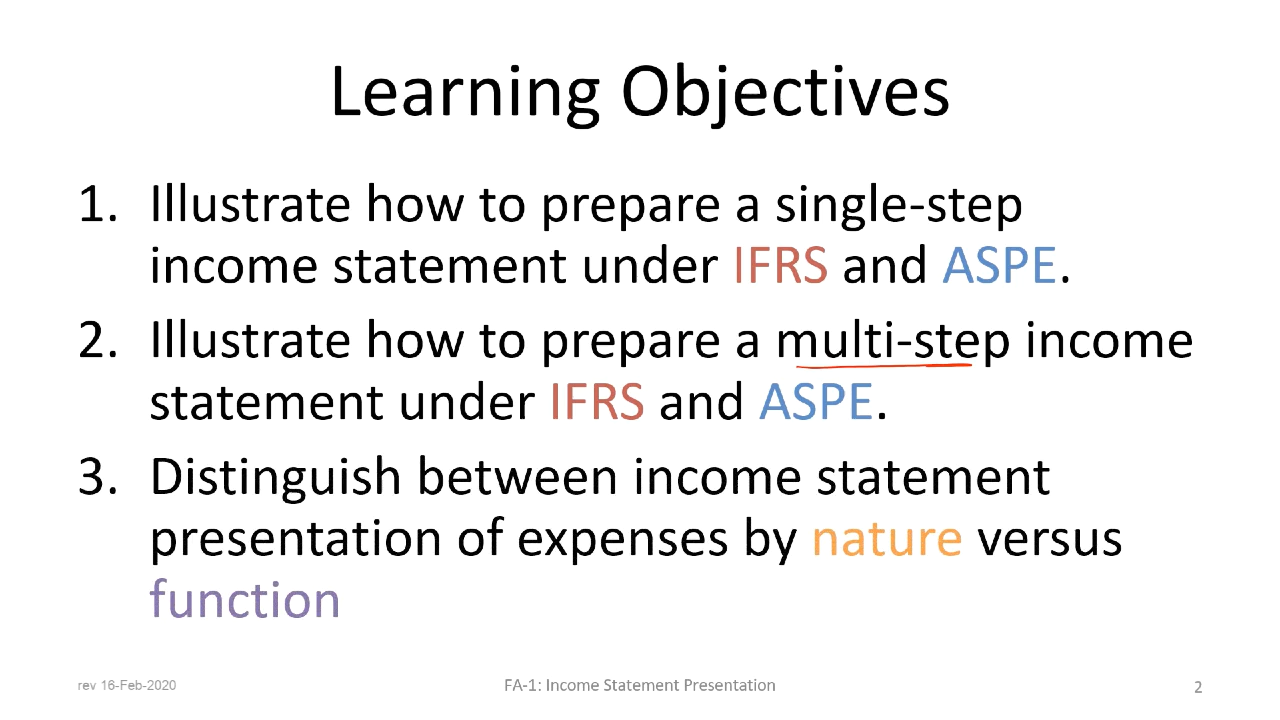 Learning Objectives
1. Illustrate how to prepare a single-step
income statement under IFRS and ASPE.
2. Illustrate how to prepare a multi-step income
statement under IFRS and ASPE.
3. Distinguish between income statement
presentation of expenses by nature versus
function
rev 16-Feb-2020
FA-1: Income Statement Presentation
2